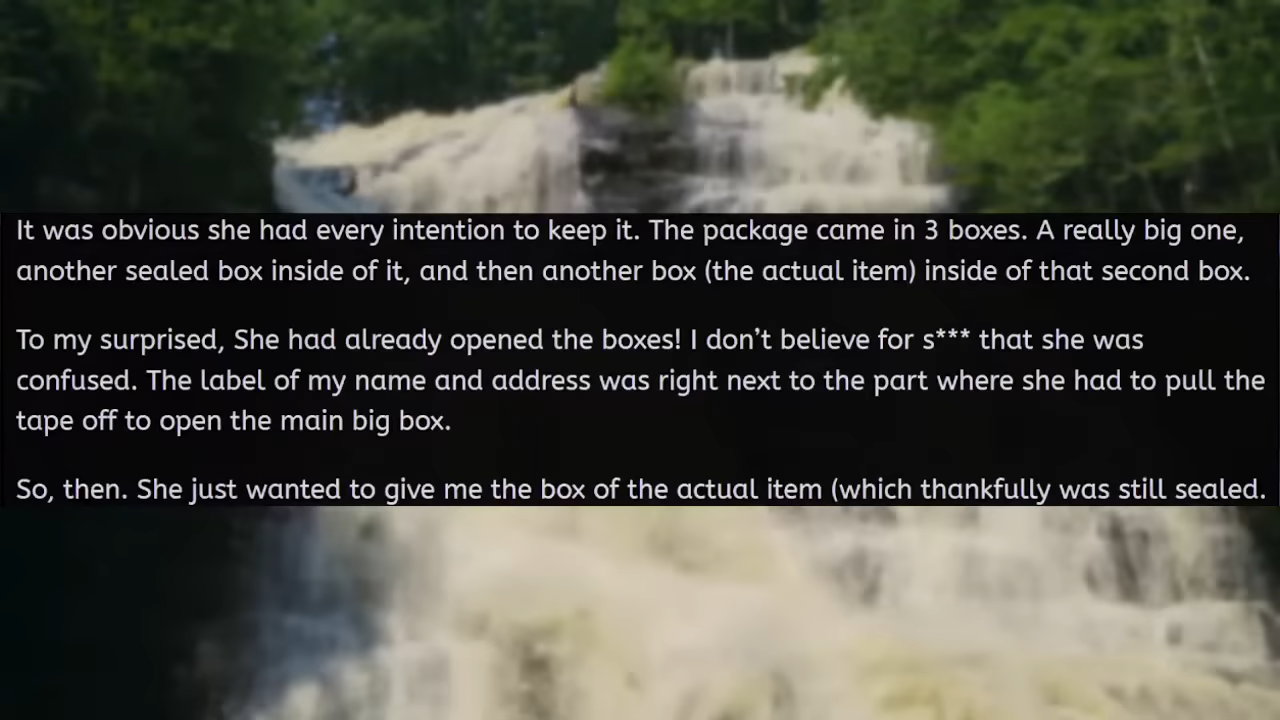 It was obvious she had every intention to keep it. The package came in 3 boxes. A really big one,
another sealed box inside of it, and then another box (the actual item) inside of that second box.
To my surprised, She had already opened the boxes! I don’t believe for s*** that she was
confused. The label of my name and address was right next to the part where she had to pull the
tape off to open the main big box.
So, then. She just wanted to give me the box of the actual item (which thankfully was still sealed.